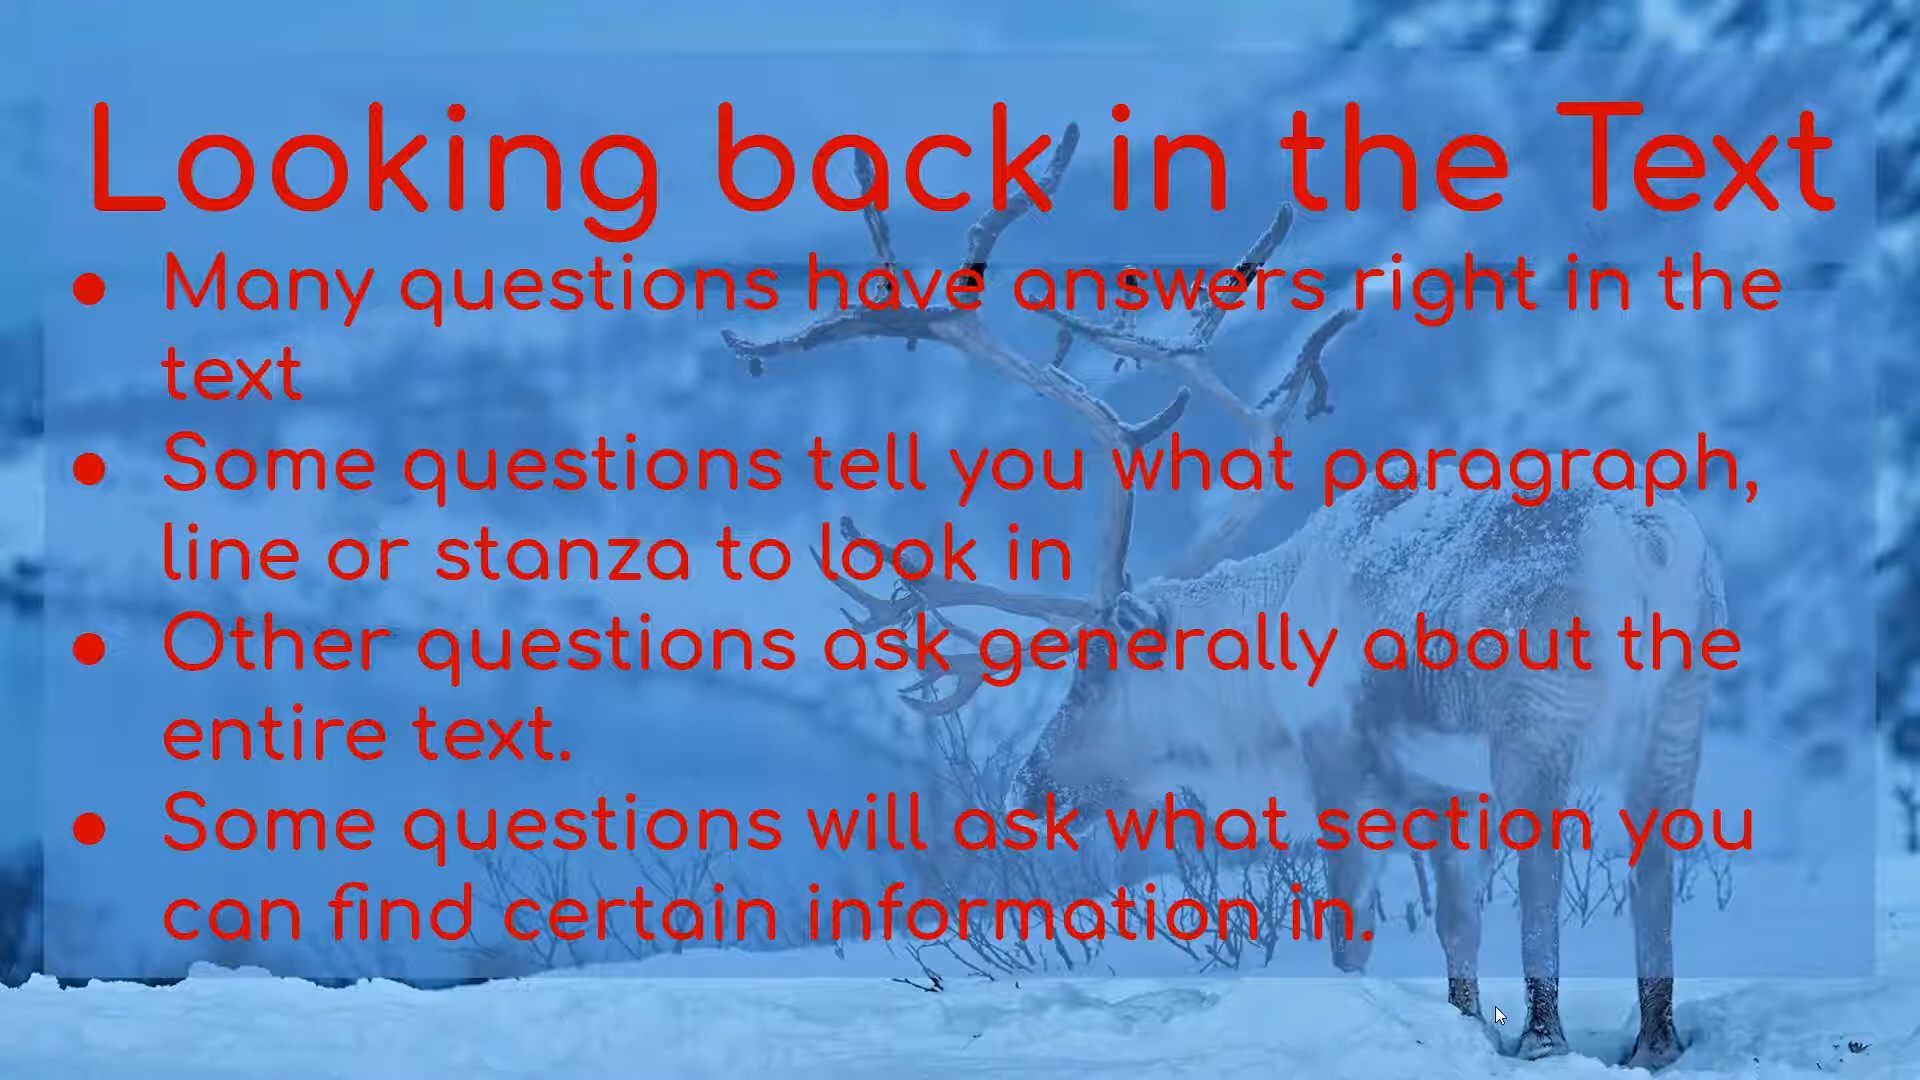 Looking back in the Text
● Many questions have answers right in the
text
● Some questions tell you what paragraph,
line or stanza to look in
● Other questions ask generally about the
entire text.
● Some questions will ask what section you
can find certain information in.